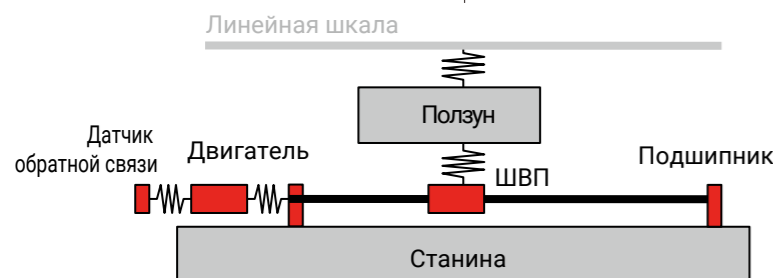 Линейная шкала
Ползун
Датчик
обратной связи
Двигатель
ШВП
Подшипник
Станина